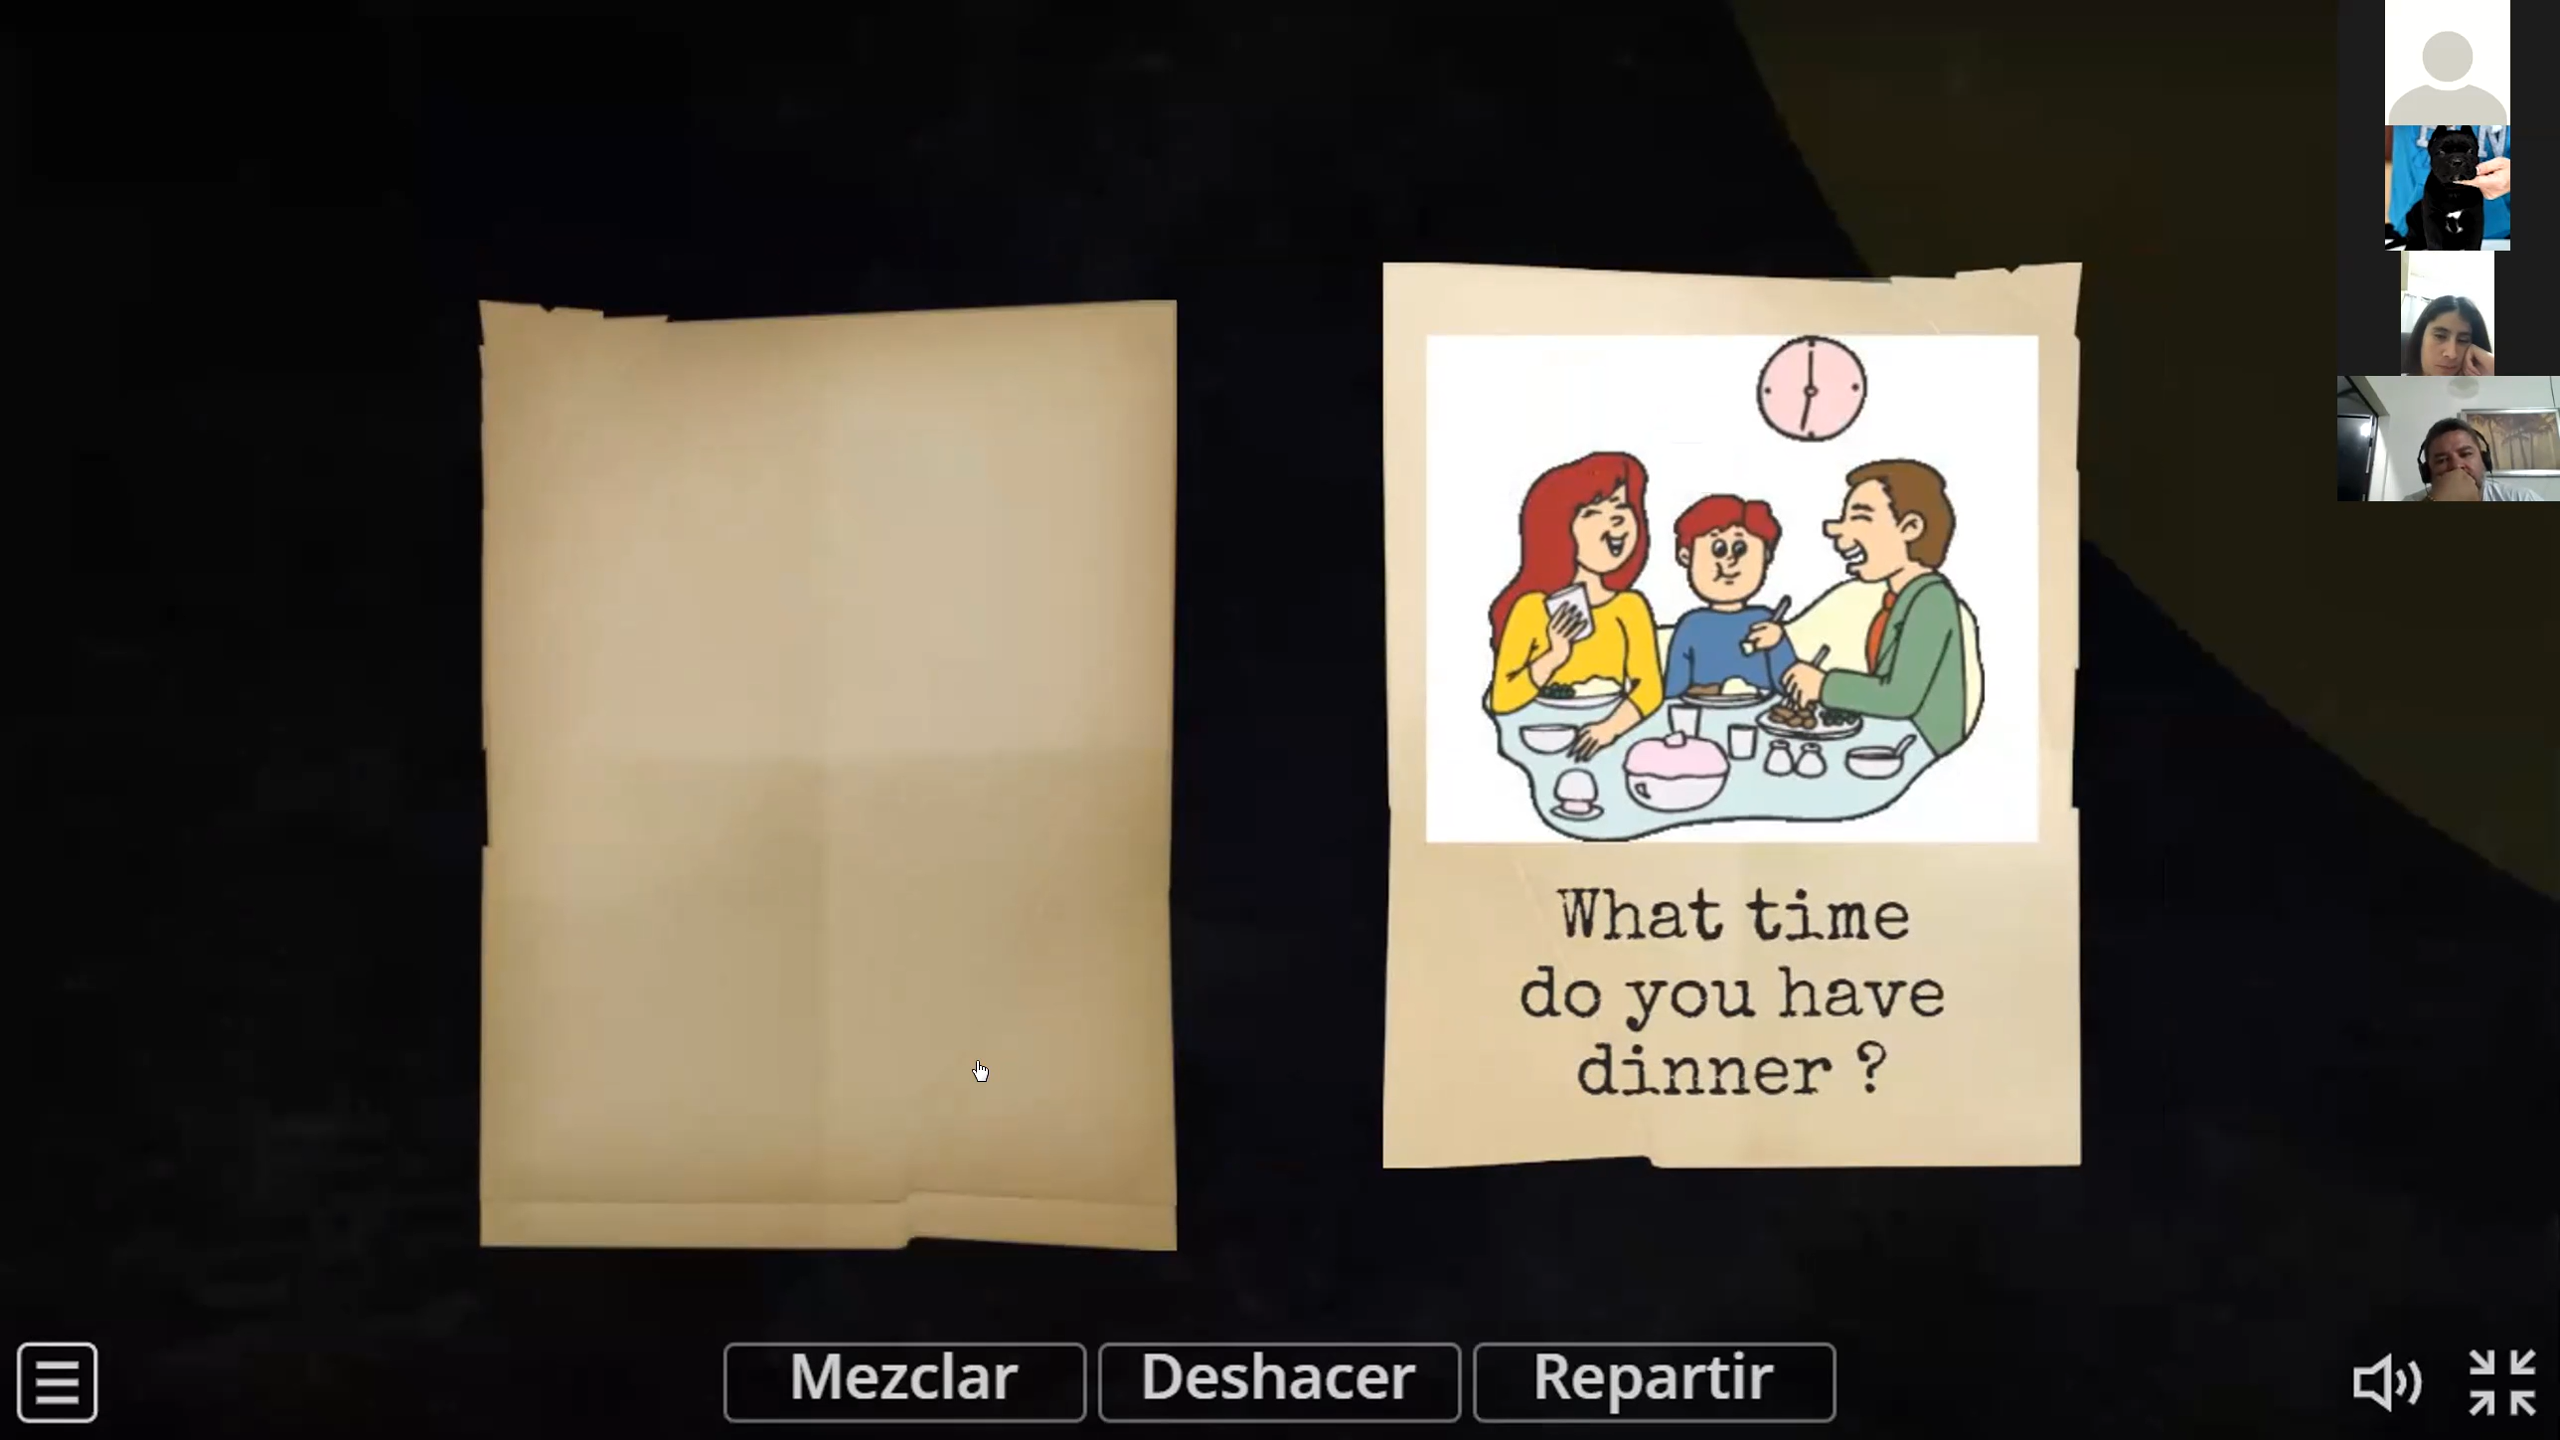 What time
do you have
dinner ?
Mezclar
Deshacer
Repartir